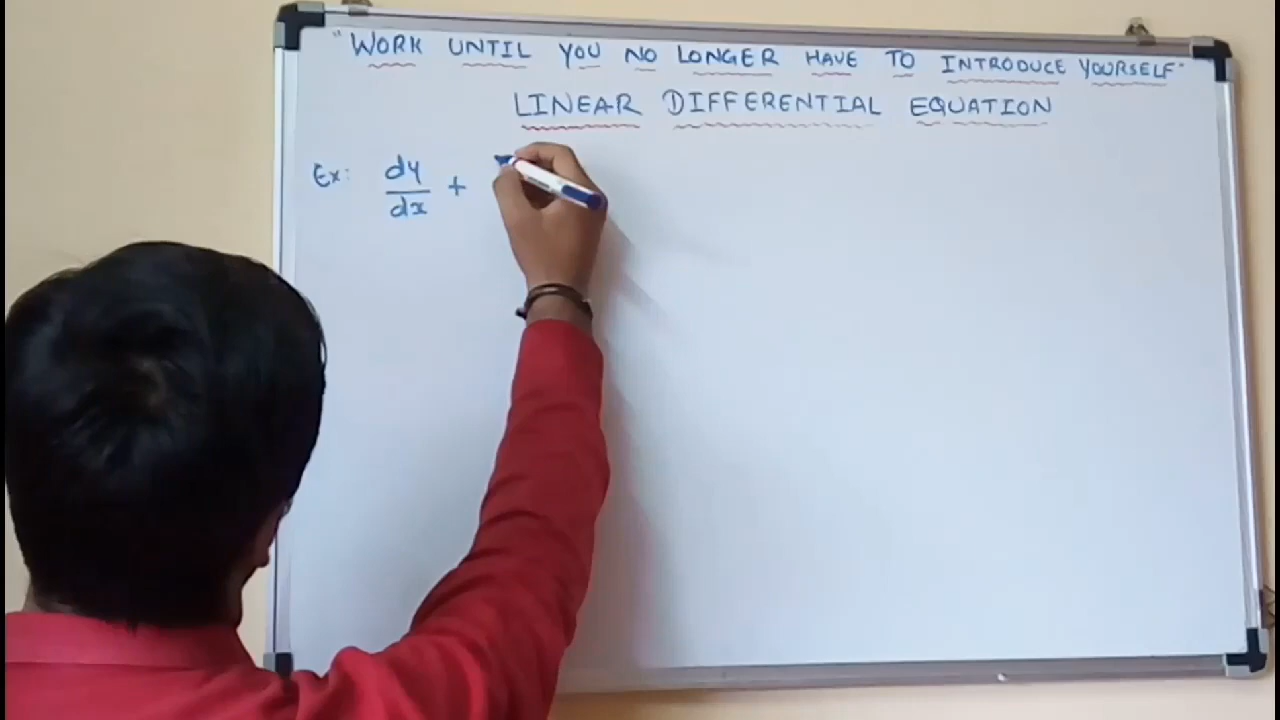 "WORK UNTIL YOU NO LONGER HAVE TO INTRODUCE YOURSELF"
LINEAR DIFFERENTIAL EQUATION
Ex: dy/dx +